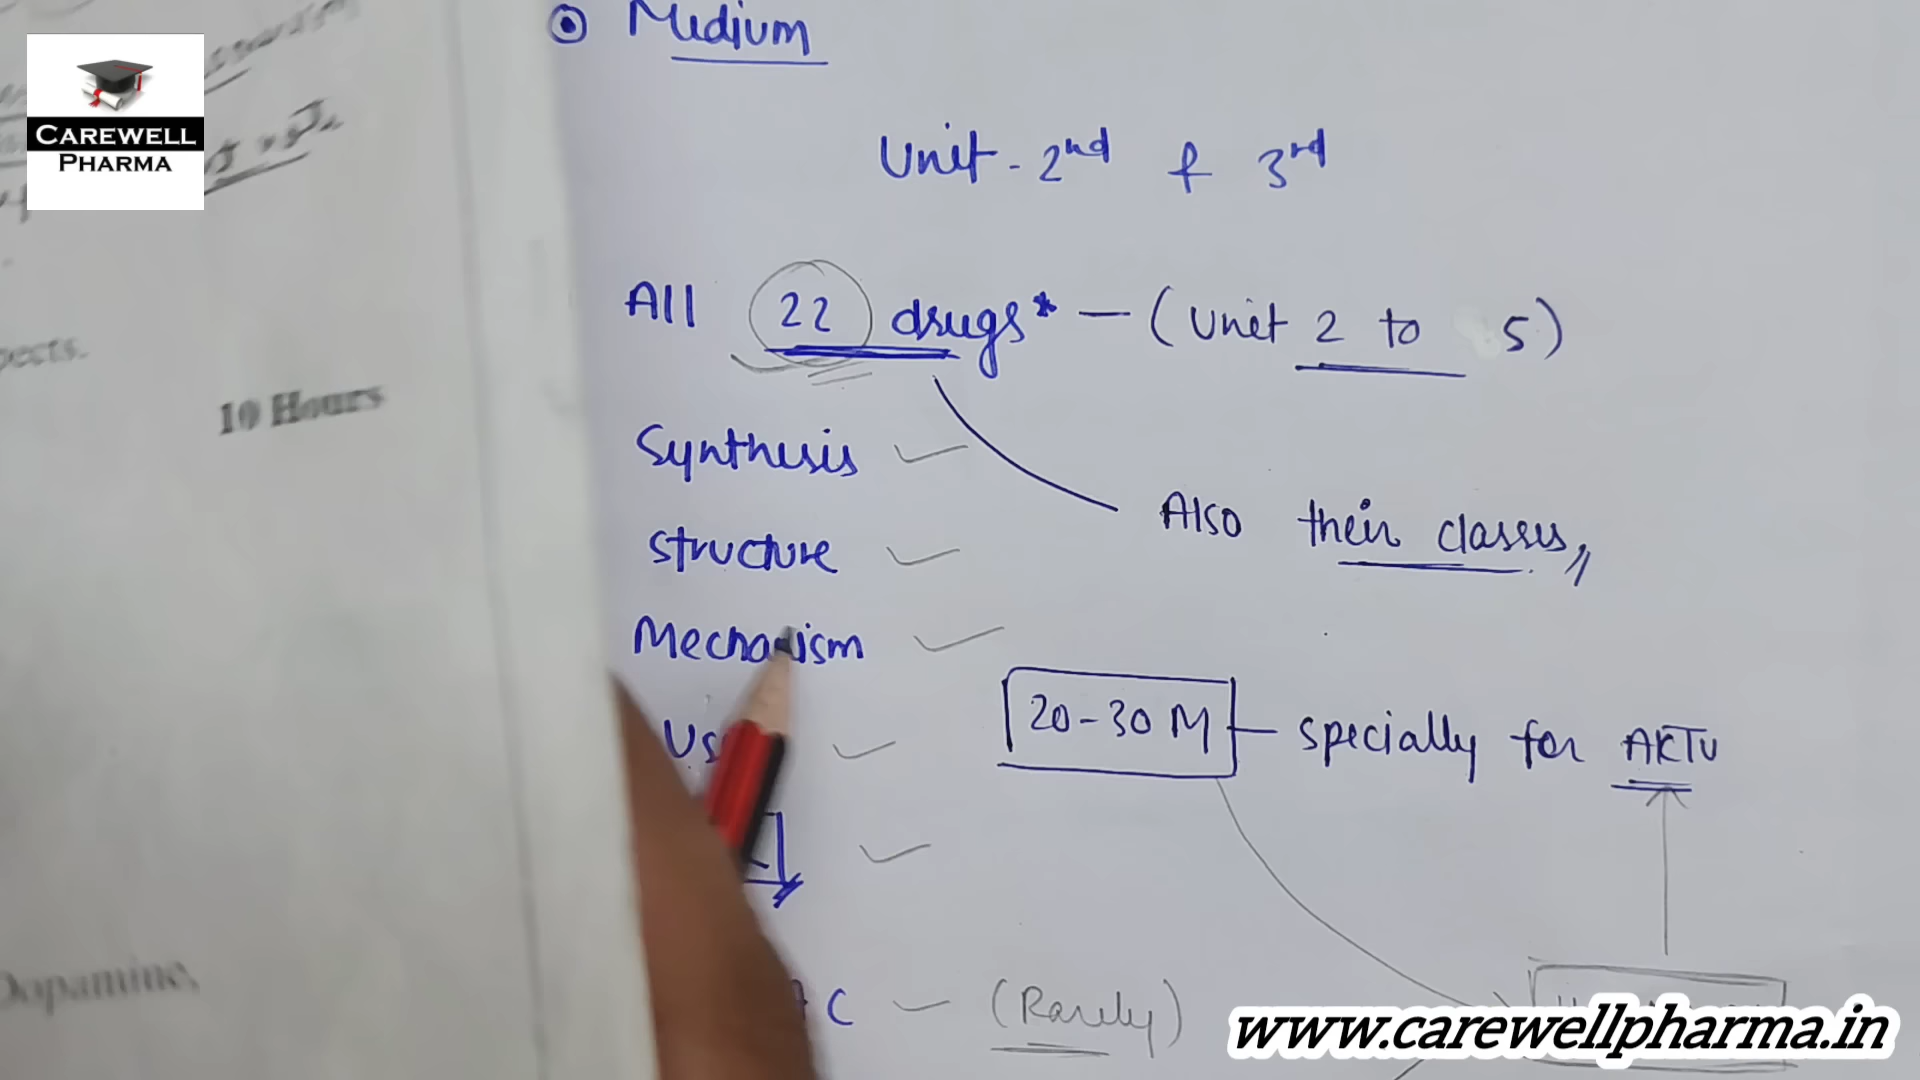 CAREWELL
PHARMA
10 Hours
Dopamine,
Medium
Unit - 2nd & 3rd
All 22 drugs* — (Unit 2 to 5)
Synthesis
Also their classes,
structure
Mechanism
20-30 M — specially for AKTU
(Rarely)
www.carewellpharma.in